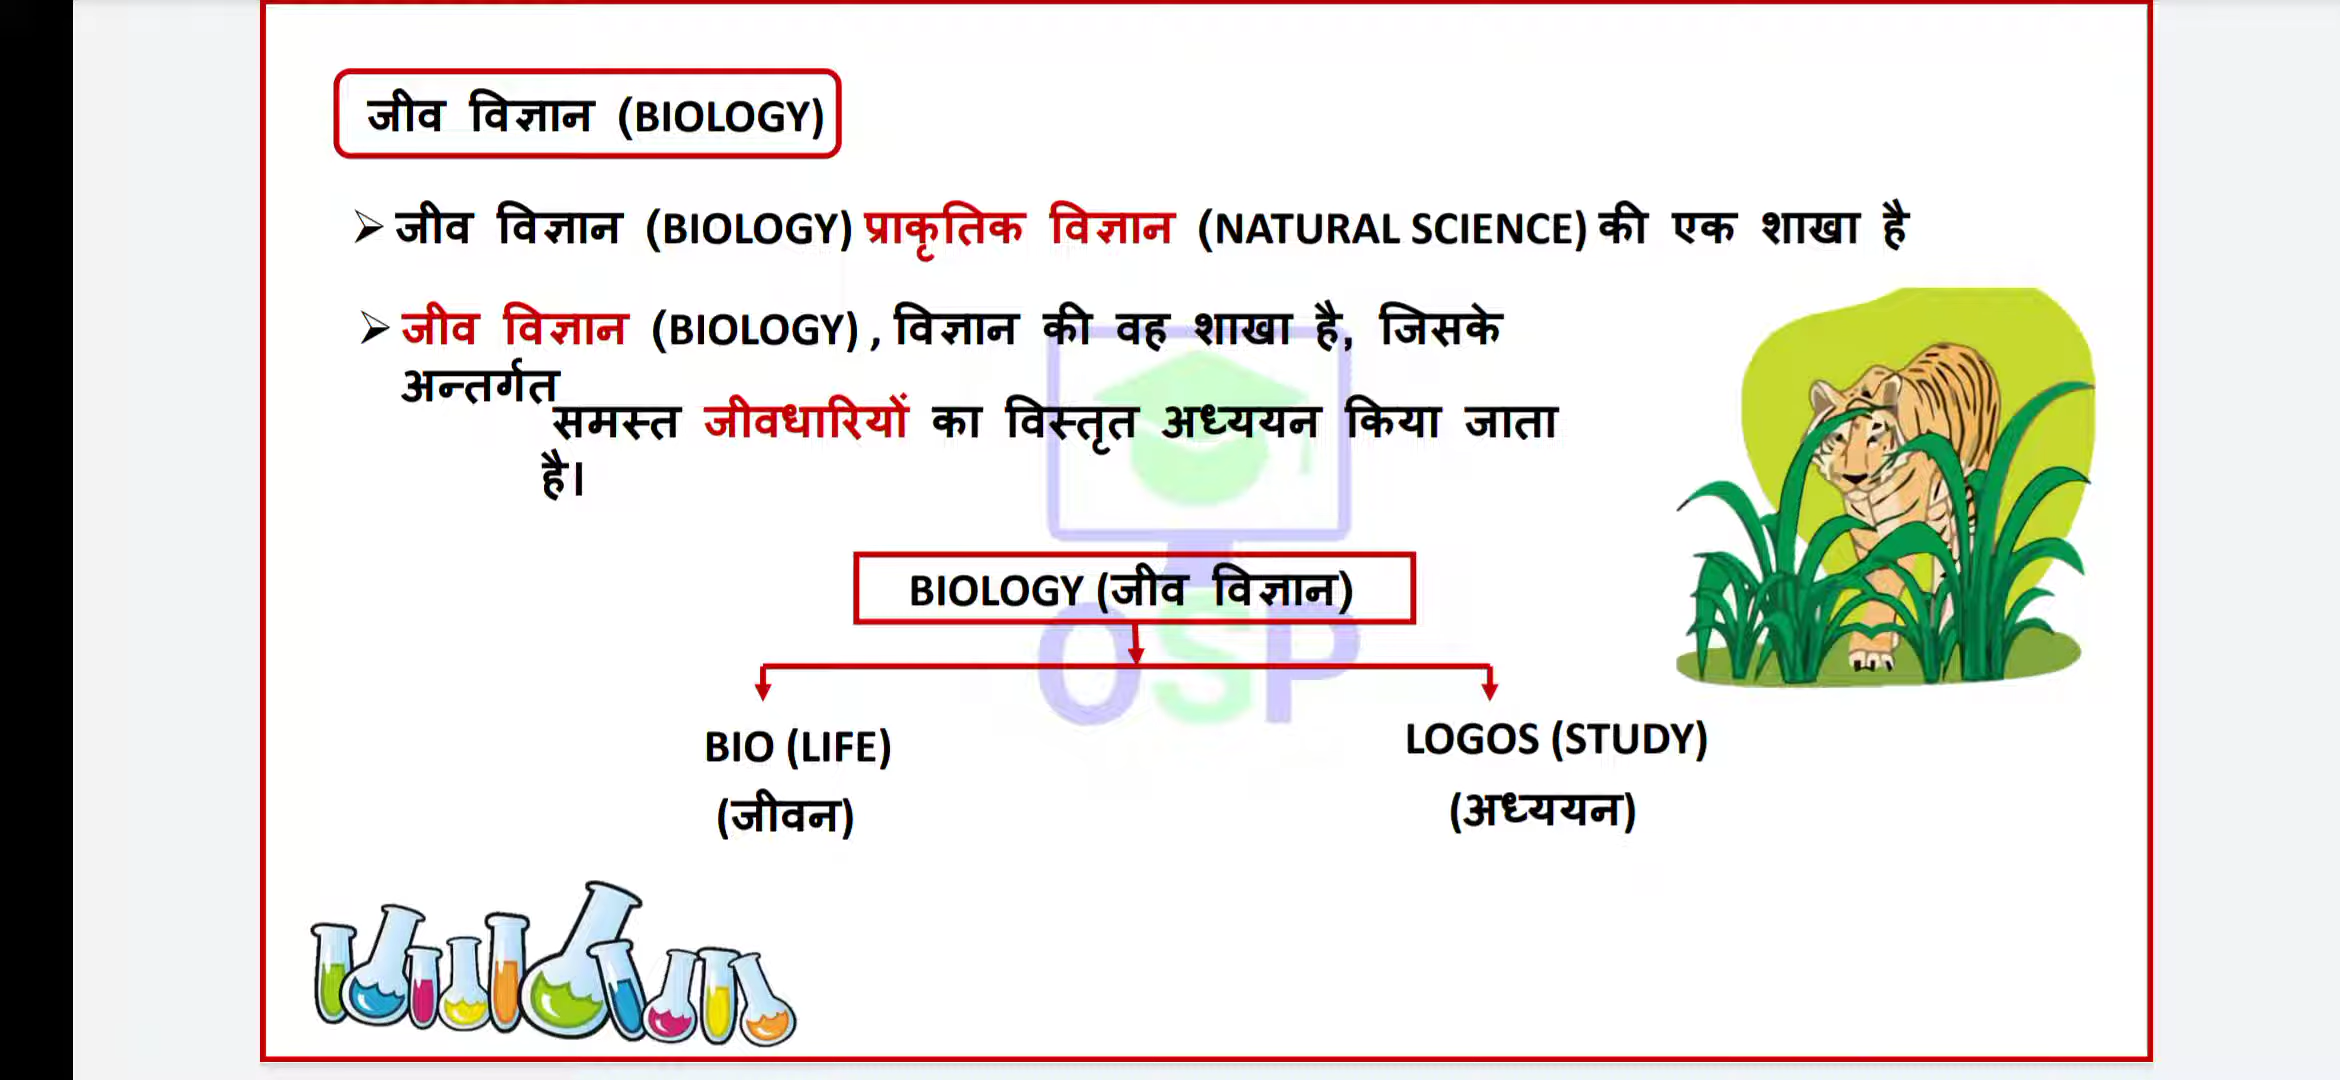 जीव विज्ञान (BIOLOGY)
➢ जीव विज्ञान (BIOLOGY) प्राकृतिक विज्ञान (NATURAL SCIENCE) की एक शाखा है
➢ जीव विज्ञान (BIOLOGY) , विज्ञान की वह शाखा है, जिसके
अन्तर्गत
समस्त जीवधारियों का विस्तृत अध्ययन किया जाता
है।
BIOLOGY (जीव विज्ञान)
BIO (LIFE)
(जीवन)
LOGOS (STUDY)
(अध्ययन)
OSP